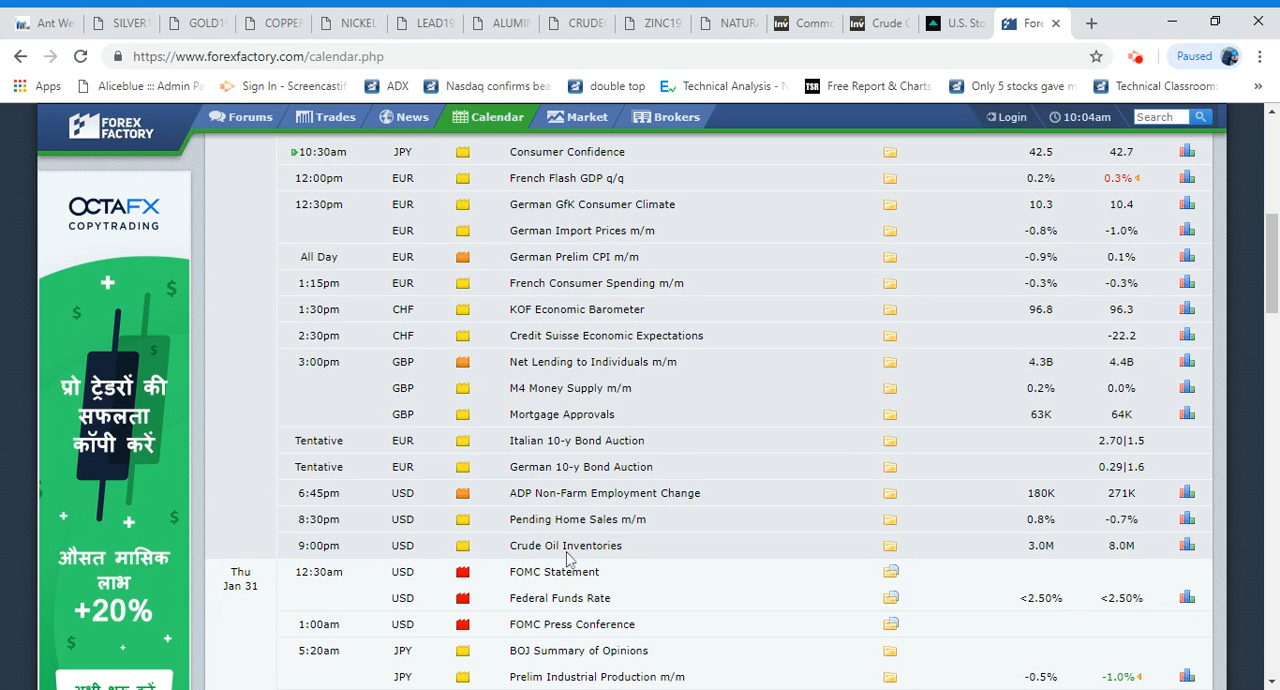 Ant We
SILVER1
GOLD19
COPPER
NICKEL
LEAD19
ALUMIN
CRUDE
ZINC19
NATUR
Inv Commo
Inv Crude C
U.S. Sto
Fore
https://www.forexfactory.com/calendar.php
Paused
Apps
Aliceblue ::: Admin Pa
Sign In - Screencastif
ADX
Nasdaq confirms bea
double top
Technical Analysis - N
TSR Free Report & Charts
Only 5 stocks gave m
Technical Classroom:
FOREX FACTORY
Forums
Trades
News
Calendar
Market
Brokers
Login
10:04am
Search
OCTAFX
COPYTRADING
प्रो ट्रेडरों की
सफलता
कॉपी करें
औसत मासिक
लाभ
+20%
10:30am JPY Consumer Confidence 42.5 42.7
12:00pm EUR French Flash GDP q/q 0.2% 0.3%
12:30pm EUR German GfK Consumer Climate 10.3 10.4
EUR German Import Prices m/m -0.8% -1.0%
All Day EUR German Prelim CPI m/m -0.9% 0.1%
1:15pm EUR French Consumer Spending m/m -0.3% -0.3%
1:30pm CHF KOF Economic Barometer 96.8 96.3
2:30pm CHF Credit Suisse Economic Expectations -22.2
3:00pm GBP Net Lending to Individuals m/m 4.3B 4.4B
GBP M4 Money Supply m/m 0.2% 0.0%
GBP Mortgage Approvals 63K 64K
Tentative EUR Italian 10-y Bond Auction 2.70|1.5
Tentative EUR German 10-y Bond Auction 0.29|1.6
6:45pm USD ADP Non-Farm Employment Change 180K 271K
8:30pm USD Pending Home Sales m/m 0.8% -0.7%
9:00pm USD Crude Oil Inventories 3.0M 8.0M
Thu 12:30am USD FOMC Statement
Jan 31
USD Federal Funds Rate <2.50% <2.50%
1:00am USD FOMC Press Conference
5:20am JPY BOJ Summary of Opinions
JPY Prelim Industrial Production m/m -0.5% -1.0%